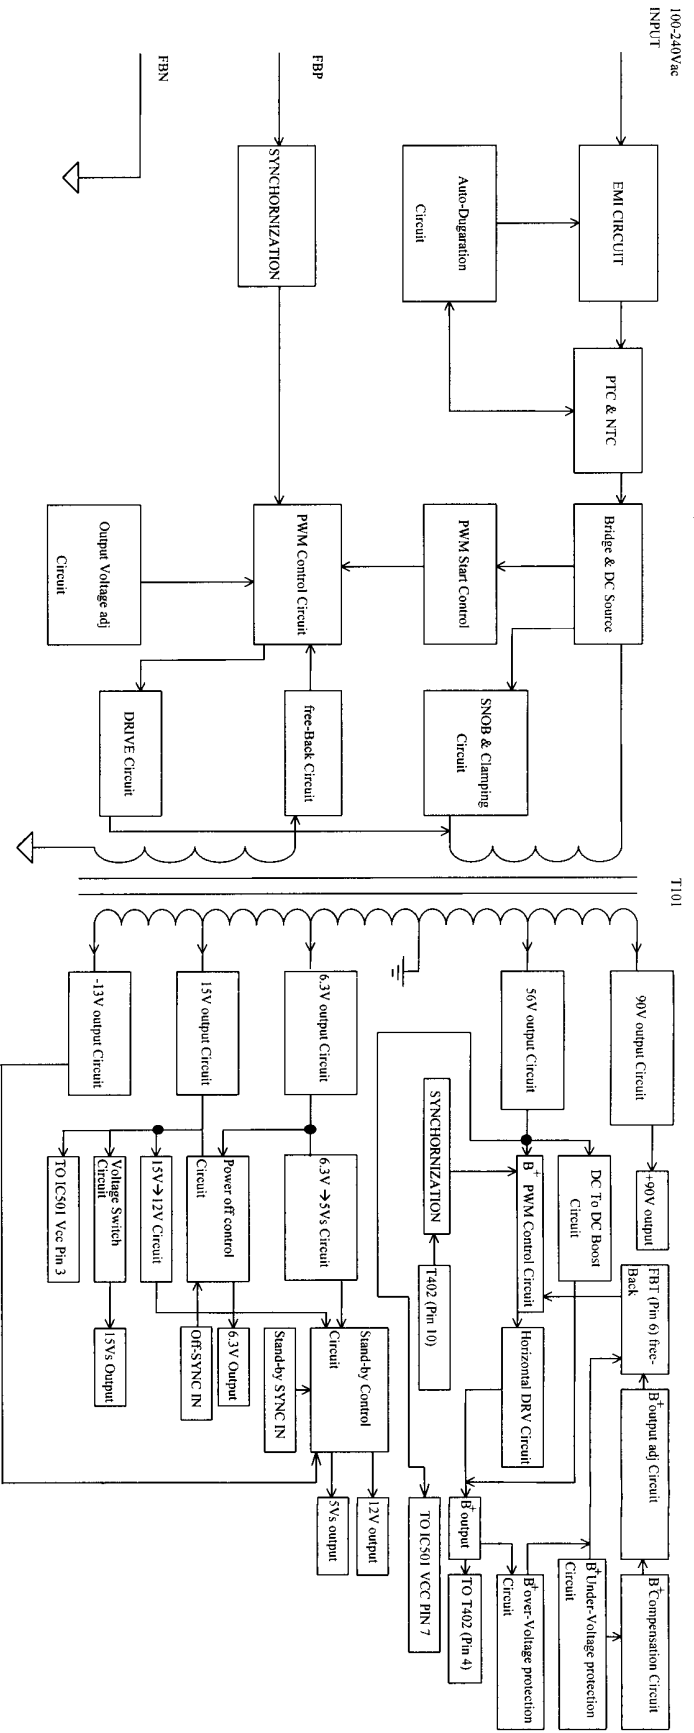 100-240Vac
INPUT
EMI CIRCUIT
PTC & NTC
Bridge & DC Source
Auto-Dugaration
Circuit
PWM Start Control
SNOB & Clamping
Circuit
FBP
SYNCHORNIZATION
PWM Control Circuit
free-Back Circuit
FBN
Output Voltage adj
Circuit
DRIVE Circuit
T101
90V output Circuit
+90V output
FBT (Pin 6) free-
Back
B+output adj Circuit
B+Compensation Circuit
DC To DC Boost
Circuit
B+Under-Voltage protection
Circuit
56V output Circuit
B+ PWM Control Circuit
Horizontal DRV Circuit
B+over-Voltage protection
Circuit
B+output
TO T402 (Pin 4)
SYNCHORNIZATION
T402 (Pin 10)
TO IC501 VCC PIN 7
6.3V output Circuit
6.3V→5Vs Circuit
Stand-by Control
Circuit
12V output
5Vs output
Stand-by SYNC IN
15V output Circuit
Power off control
Circuit
6.3V Output
Off-SYNC IN
15V→12V Circuit
Voltage Switch
Circuit
15Vs Output
TO IC501 Vcc Pin 3
-13V output Circuit